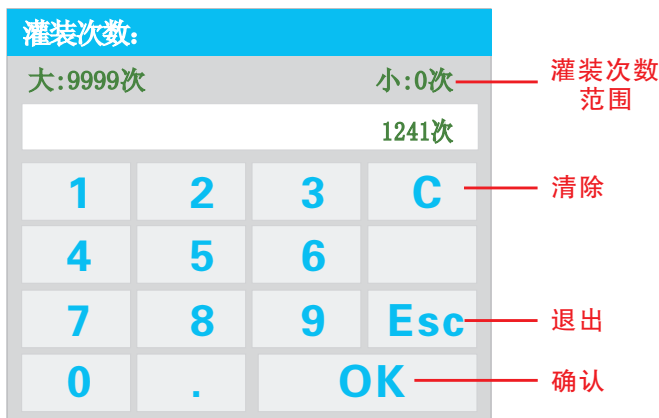 灌装次数:
大:9999次 小:0次
灌装次数
范围
1241次
1 2 3 C
清除
4 5 6
7 8 9 Esc
退出
0 . OK
确认